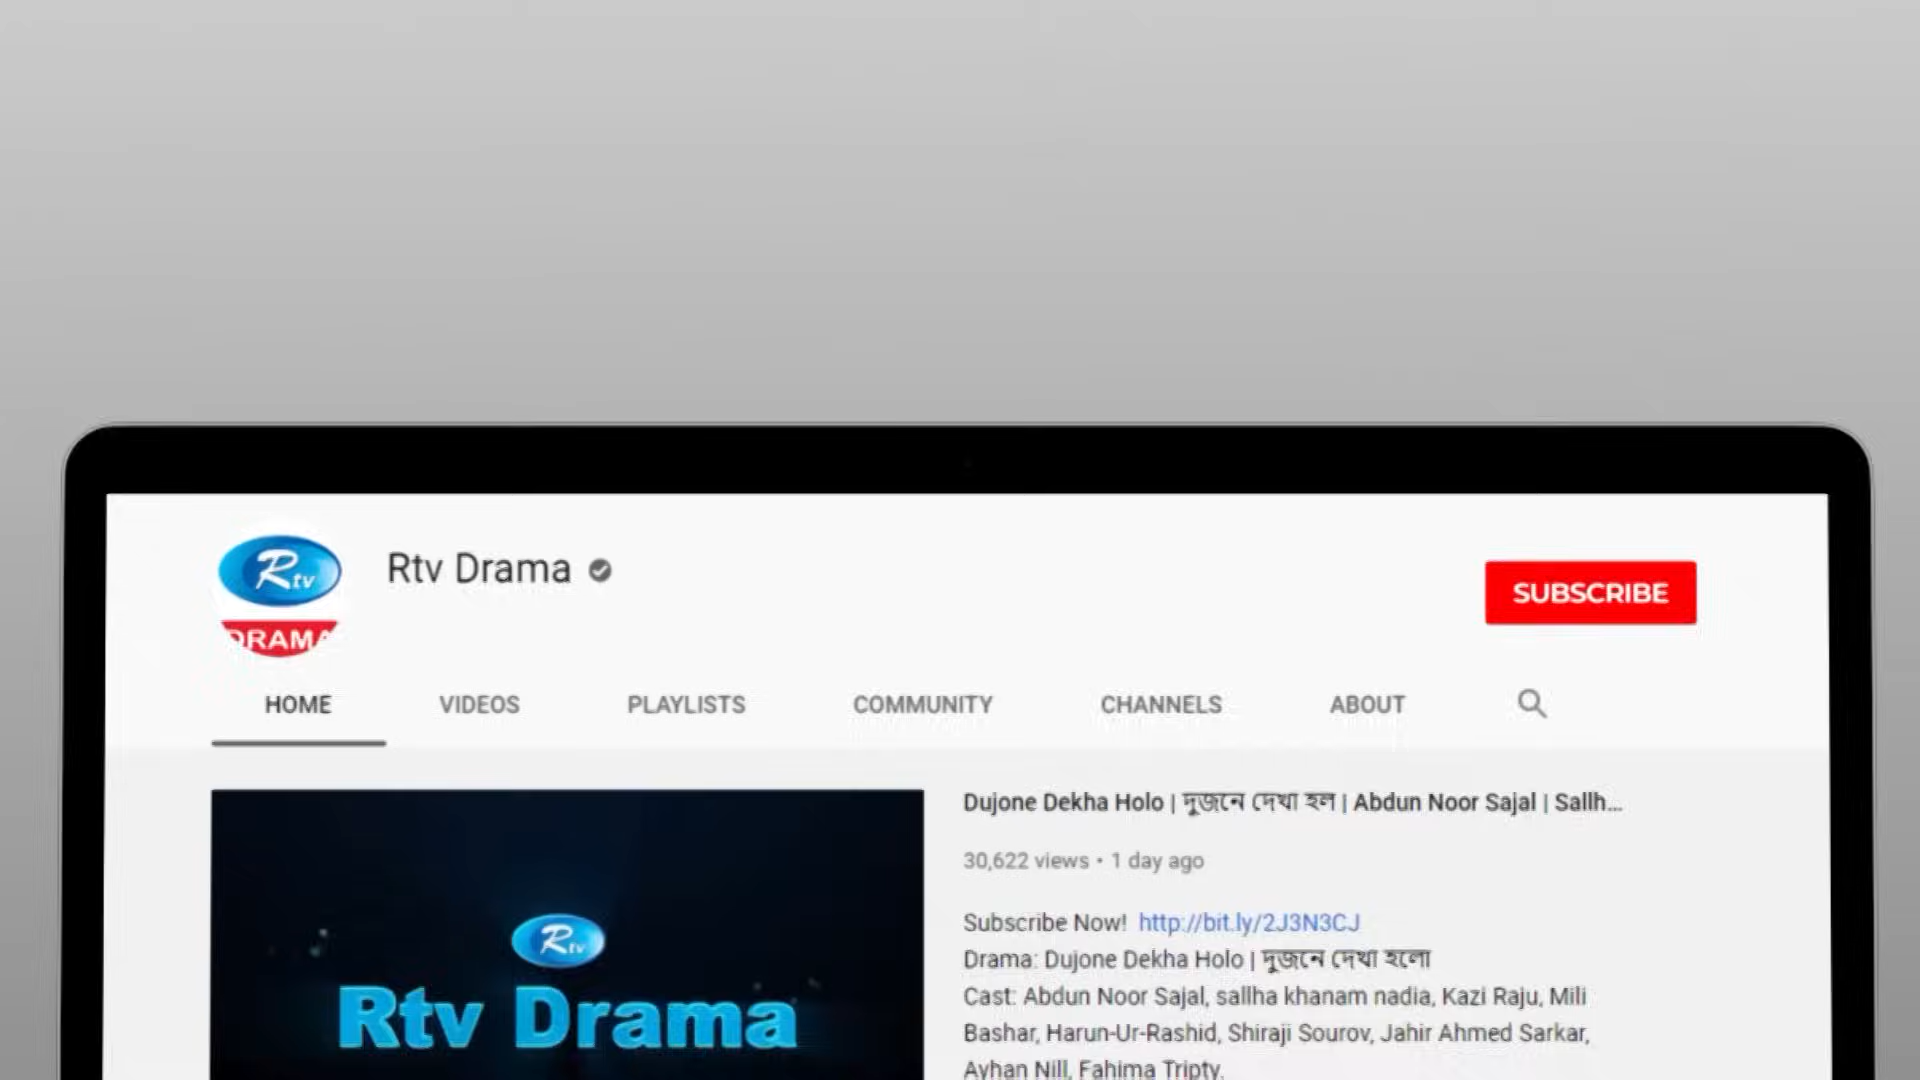 Rtv
DRAMA
Rtv Drama
SUBSCRIBE
HOME VIDEOS PLAYLISTS COMMUNITY CHANNELS ABOUT
Rtv
Rtv Drama
Dujone Dekha Holo | দুজনে দেখা হল | Abdun Noor Sajal | Sallh...
30,622 views • 1 day ago
Subscribe Now! http://bit.ly/2J3N3CJ
Drama: Dujone Dekha Holo | দুজনে দেখা হলো
Cast: Abdun Noor Sajal, sallha khanam nadia, Kazi Raju, Mili
Bashar, Harun-Ur-Rashid, Shiraji Sourov, Jahir Ahmed Sarkar,
Ayhan Nill, Fahima Tripty.